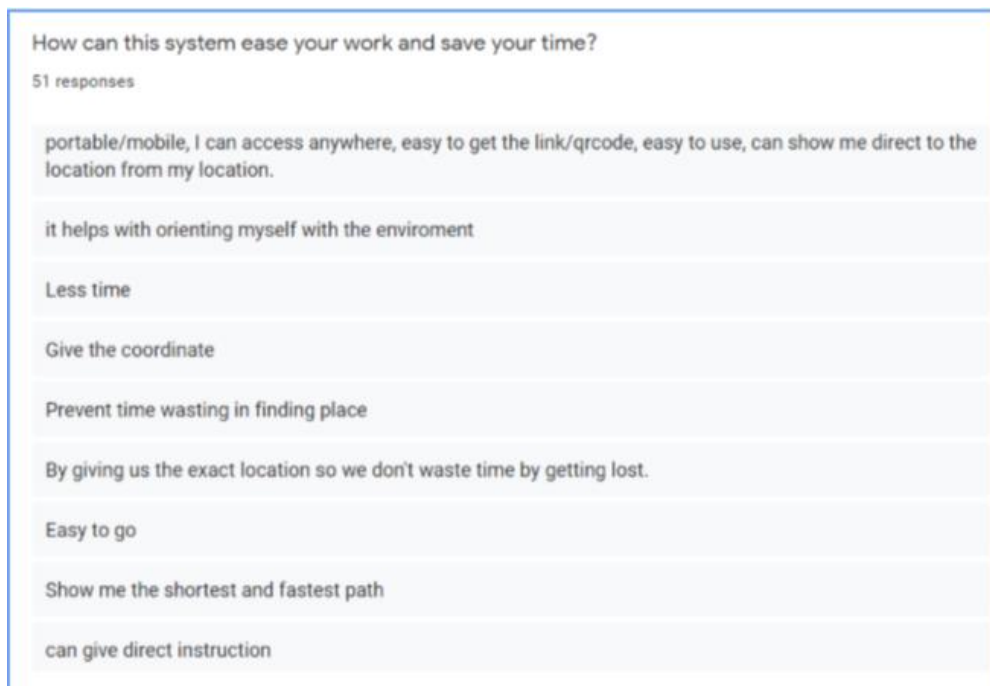 How can this system ease your work and save your time?
51 responses
portable/mobile, I can access anywhere, easy to get the link/qrcode, easy to use, can show me direct to the
location from my location.
it helps with orienting myself with the enviroment
Less time
Give the coordinate
Prevent time wasting in finding place
By giving us the exact location so we don't waste time by getting lost.
Easy to go
Show me the shortest and fastest path
can give direct instruction